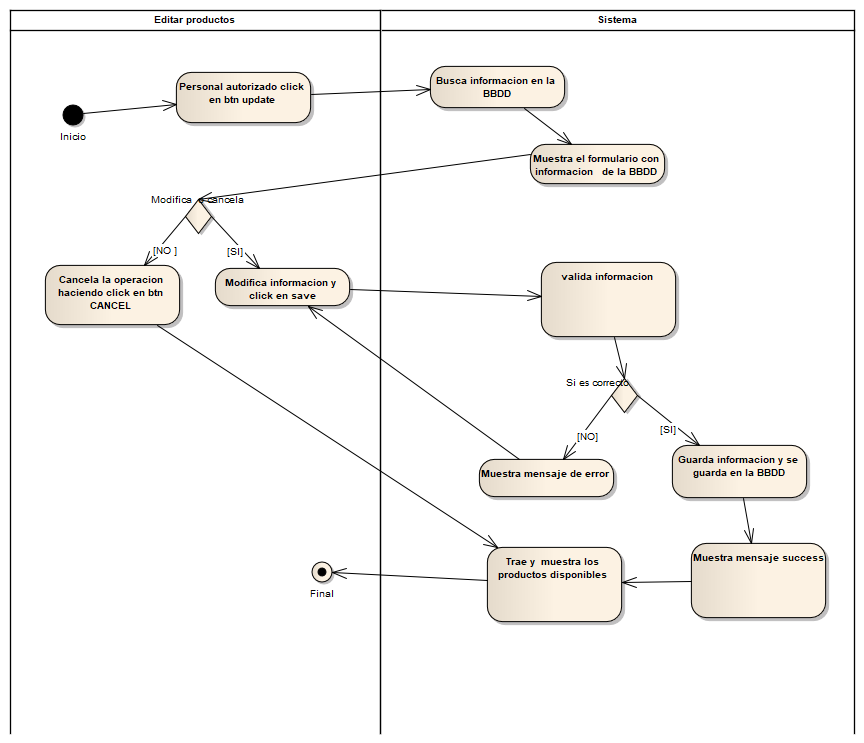 Editar productos
Sistema
Personal autorizado click
en btn update
Busca informacion en la
BBDD
Inicio
Muestra el formulario con
informacion de la BBDD
Modifica cancela
[NO ]
[SI]
Cancela la operacion
haciendo click en btn
CANCEL
Modifica informacion y
click en save
valida informacion
Si es correcto
[NO]
[SI]
Muestra mensaje de error
Guarda informacion y se
guarda en la BBDD
Trae y muestra los
productos disponibles
Muestra mensaje success
Final